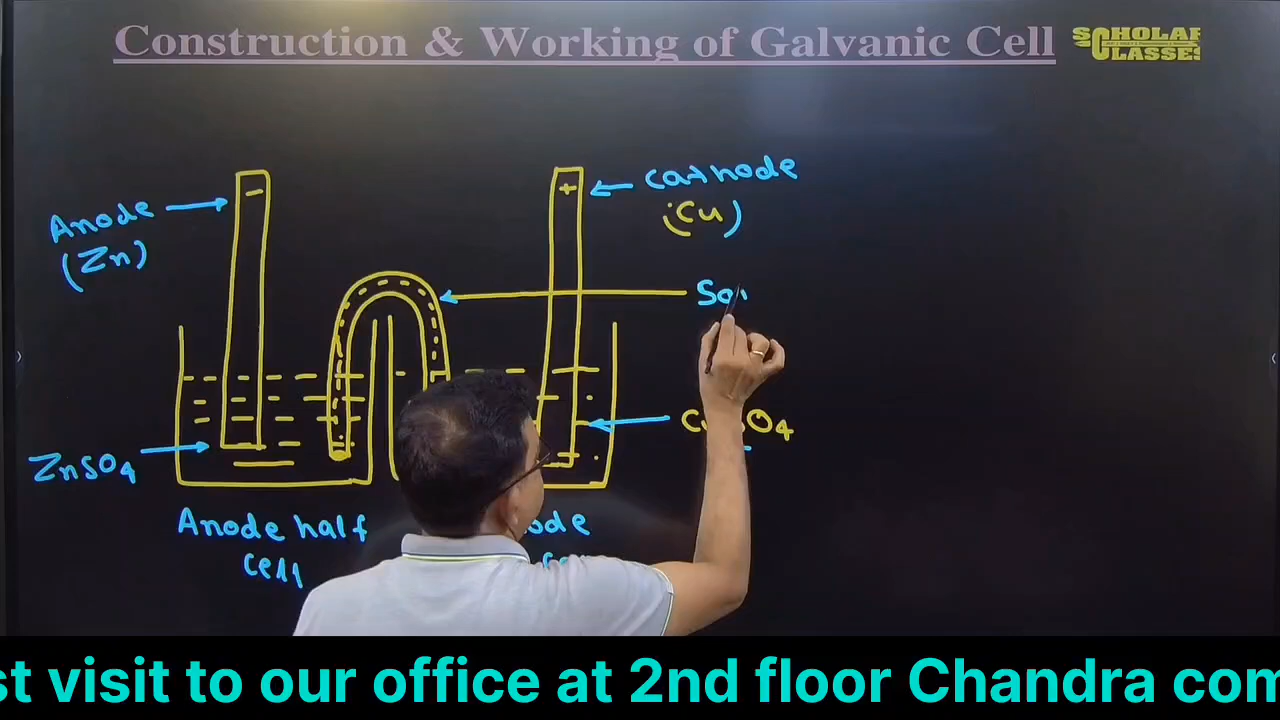 Construction & Working of Galvanic Cell
SCHOLAR
CLASSES
Anode
(Zn)
Cathode
(Cu)
ZnSO4
Anode half
cell
st visit to our office at 2nd floor Chandra com